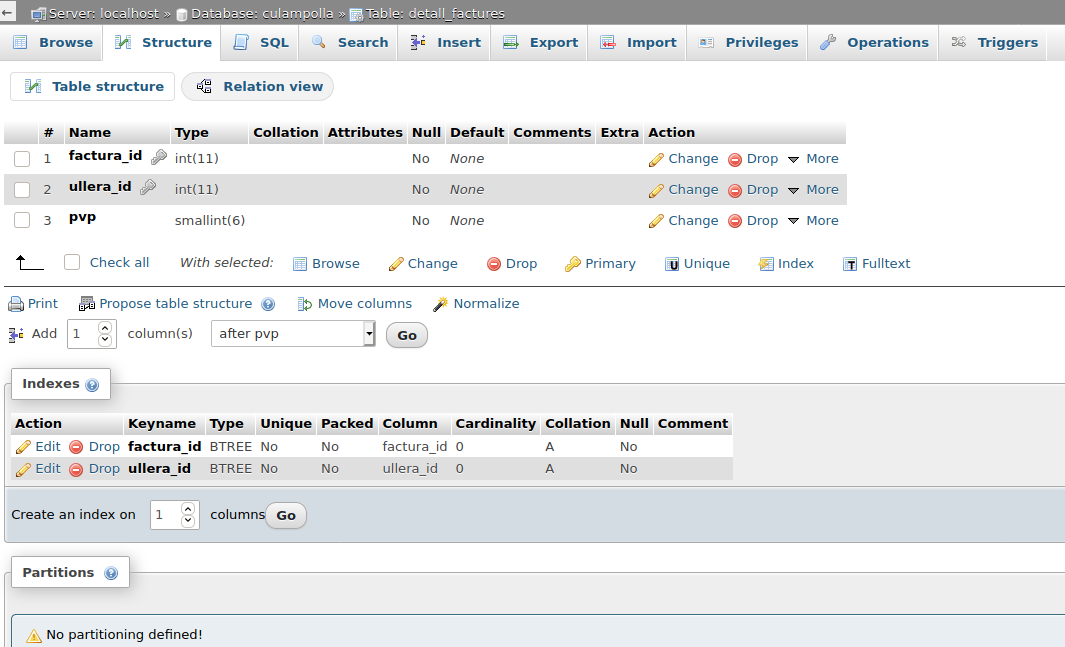 ← Server: localhost » Database: culampolla » Table: detall_factures
Browse Structure SQL Search Insert Export Import Privileges Operations Triggers
Table structure Relation view
# Name Type Collation Attributes Null Default Comments Extra Action
1 factura_id int(11) No None Change Drop More
2 ullera_id int(11) No None Change Drop More
3 pvp smallint(6) No None Change Drop More
Check all With selected: Browse Change Drop Primary U Unique Index T Fulltext
Print Propose table structure Move columns Normalize
Add 1 column(s) after pvp Go
Indexes
Action Keyname Type Unique Packed Column Cardinality Collation Null Comment
Edit Drop factura_id BTREE No No factura_id 0 A No
Edit Drop ullera_id BTREE No No ullera_id 0 A No
Create an index on 1 columns Go
Partitions
No partitioning defined!